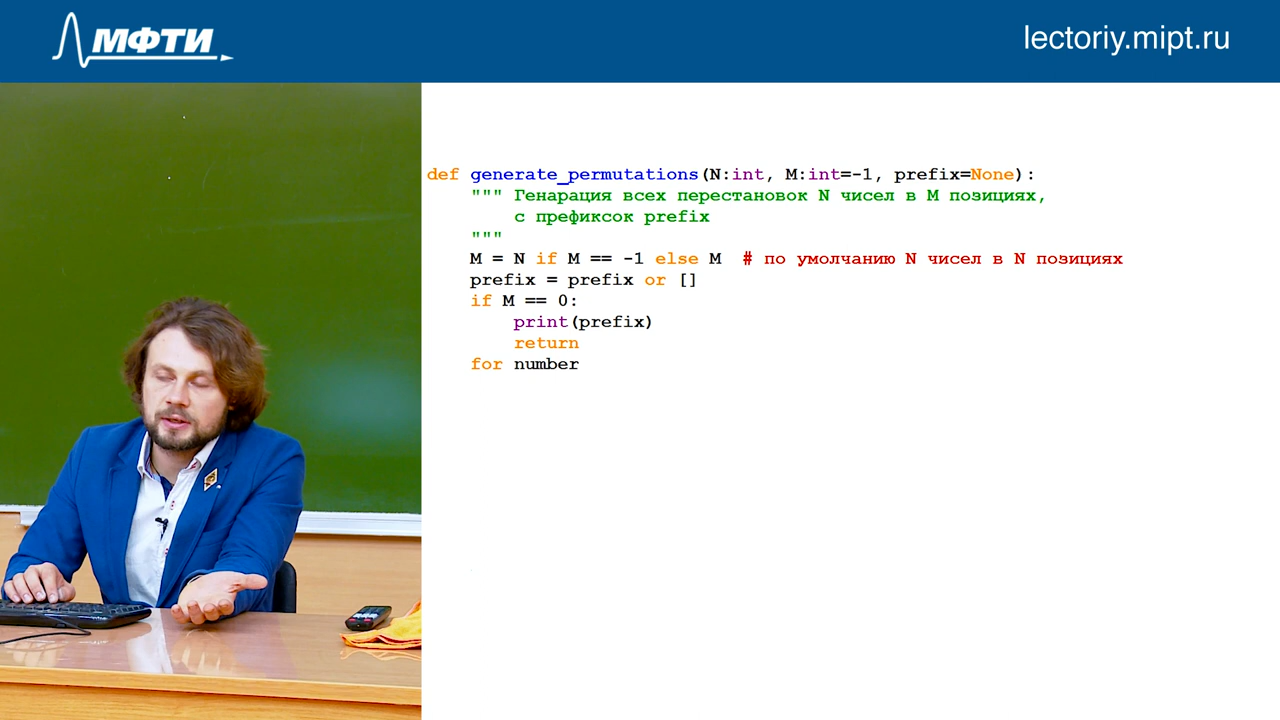 МФТИ
lectoriy.mipt.ru
def generate_permutations(N:int, M:int=-1, prefix=None):
""" Генарация всех перестановок N чисел в M позициях,
с префиксок prefix
"""
M = N if M == -1 else M # по умолчанию N чисел в N позициях
prefix = prefix or []
if M == 0:
print(prefix)
return
for number